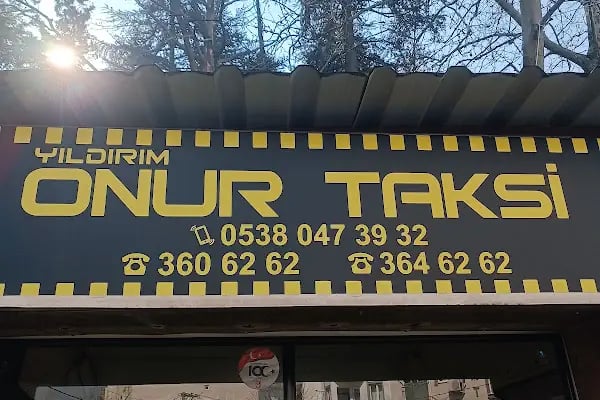 YILDIRIM
ONUR TAKSİ
0538 047 39 32
360 62 62 364 62 62